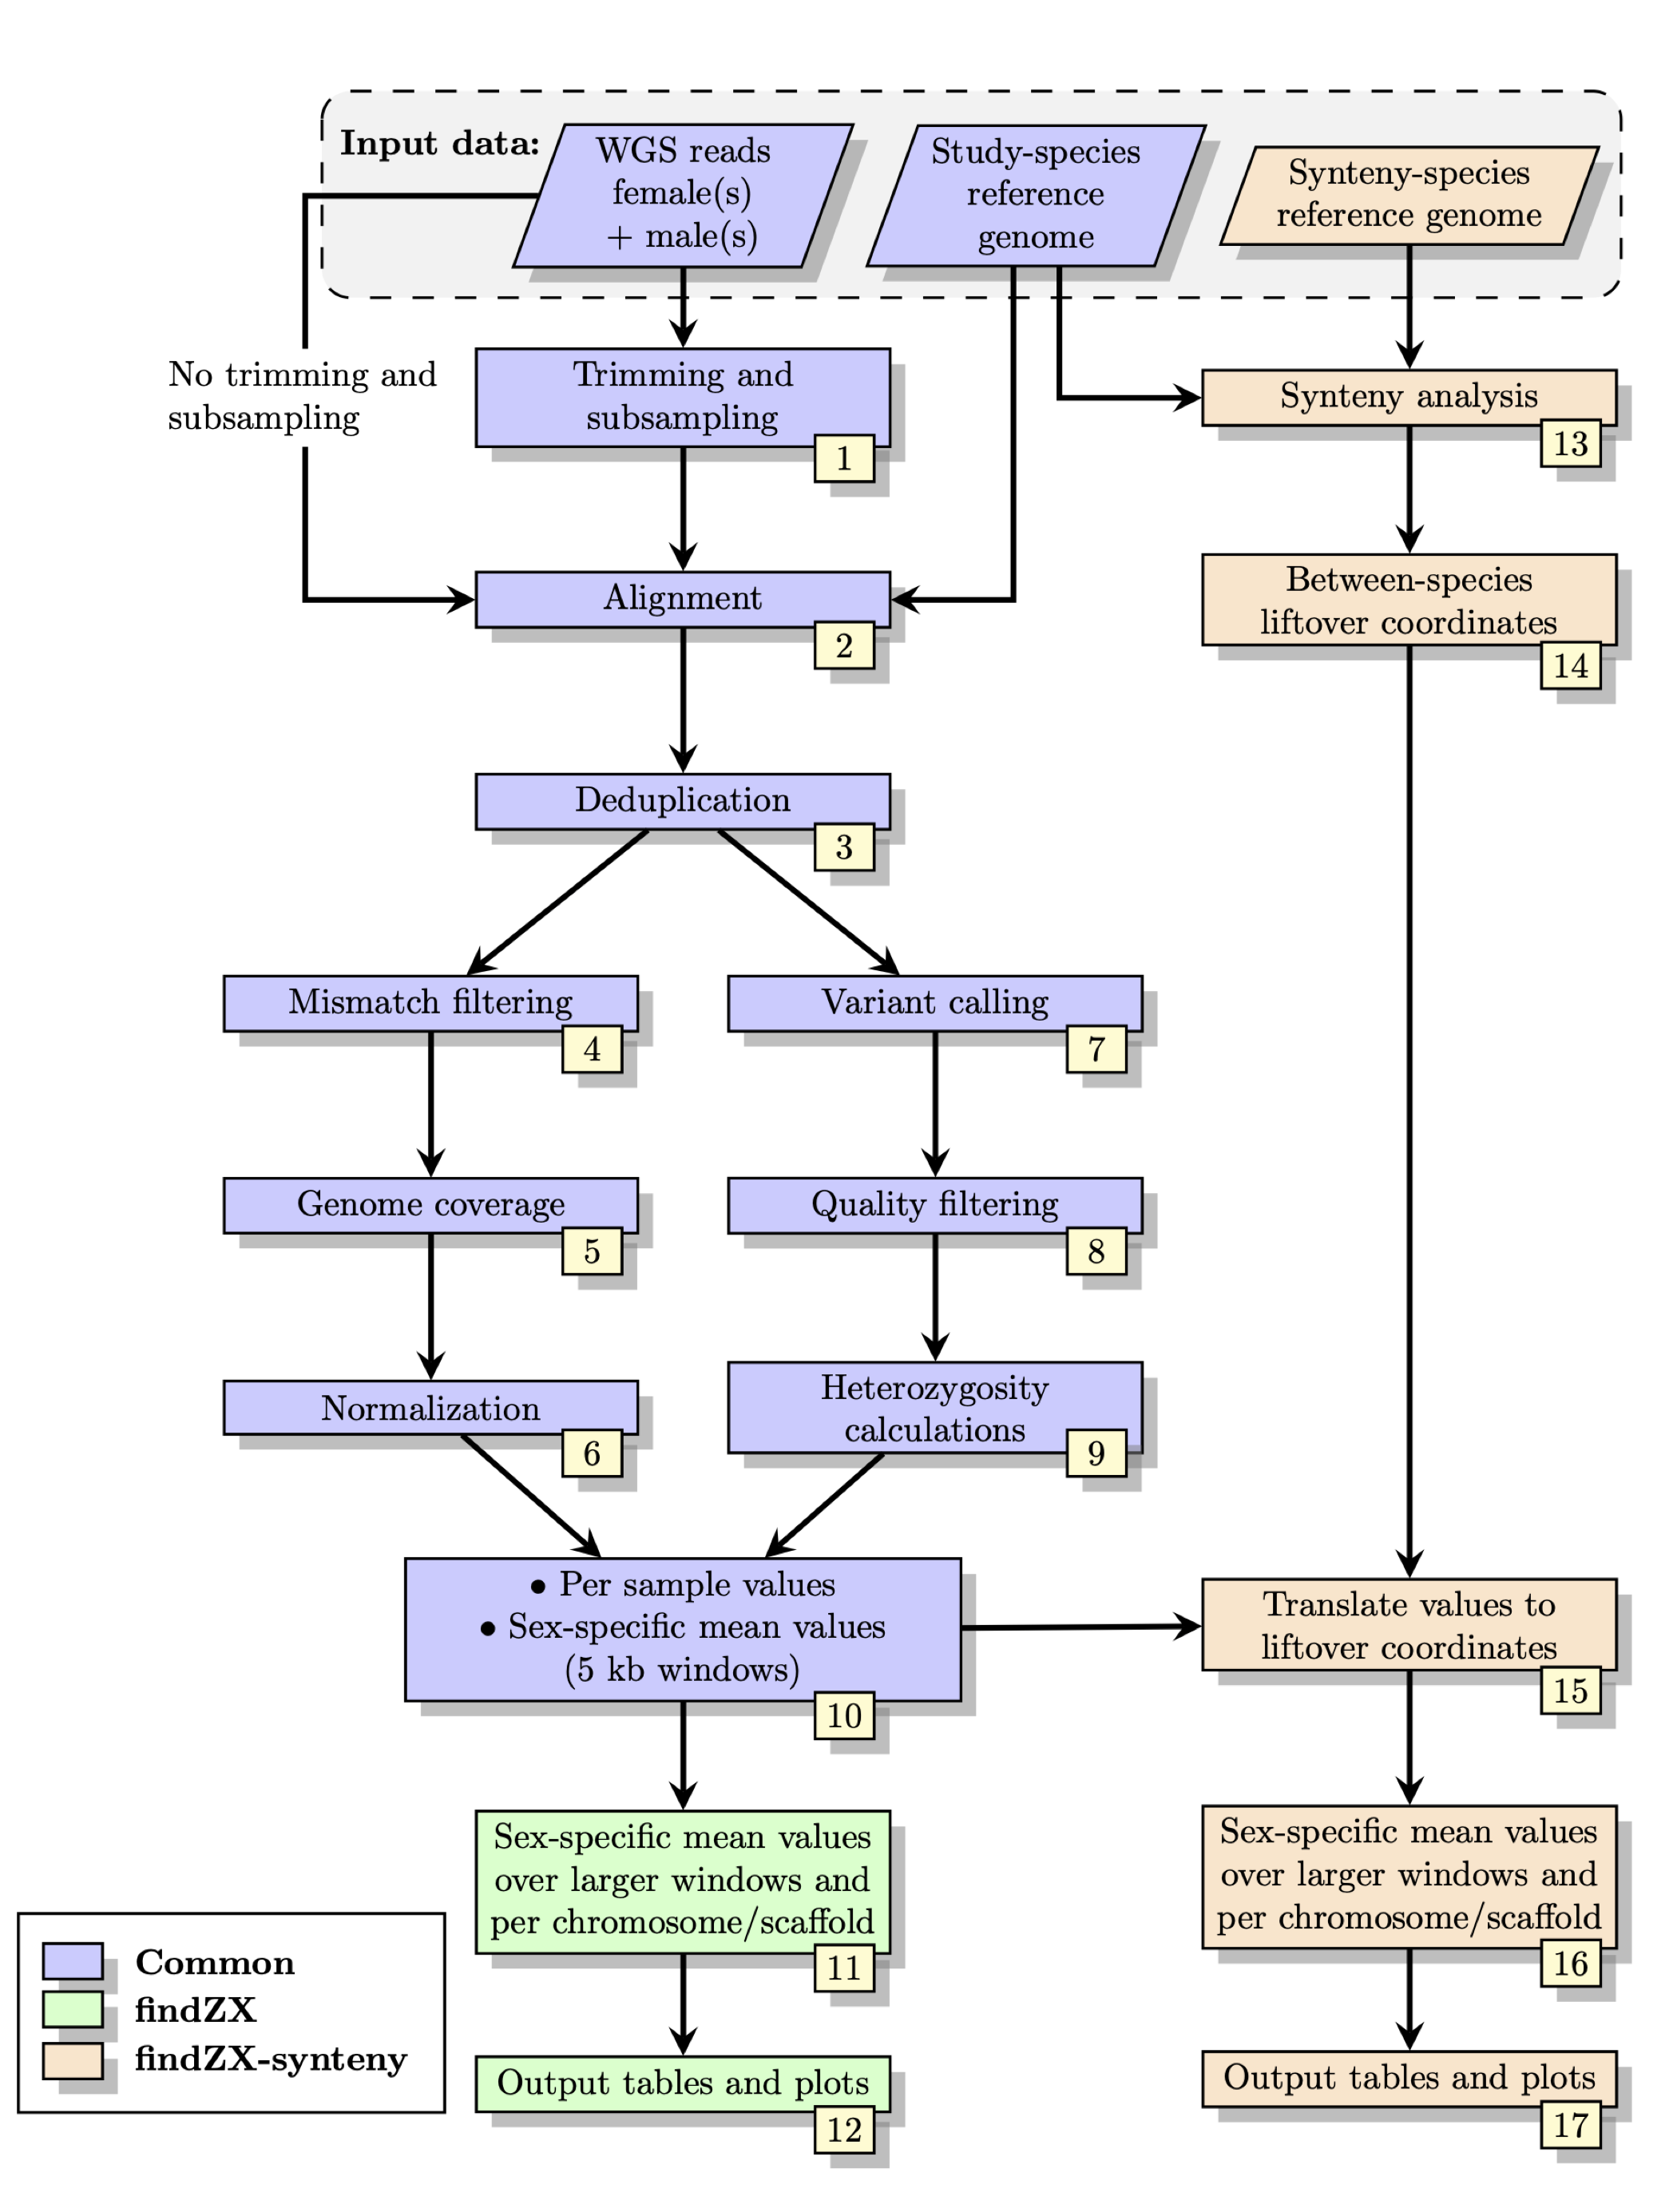 Input data:
WGS reads
female(s)
+ male(s)
Study-species
reference
genome
Synteny-species
reference genome
No trimming and
subsampling
Trimming and
subsampling
1
Synteny analysis
13
Alignment
2
Between-species
liftover coordinates
14
Deduplication
3
Mismatch filtering
4
Variant calling
7
Genome coverage
5
Quality filtering
8
Normalization
6
Heterozygosity
calculations
9
• Per sample values
• Sex-specific mean values
(5 kb windows)
10
Translate values to
liftover coordinates
15
Sex-specific mean values
over larger windows and
per chromosome/scaffold
11
Sex-specific mean values
over larger windows and
per chromosome/scaffold
16
Output tables and plots
12
Output tables and plots
17
Common
findZX
findZX-synteny